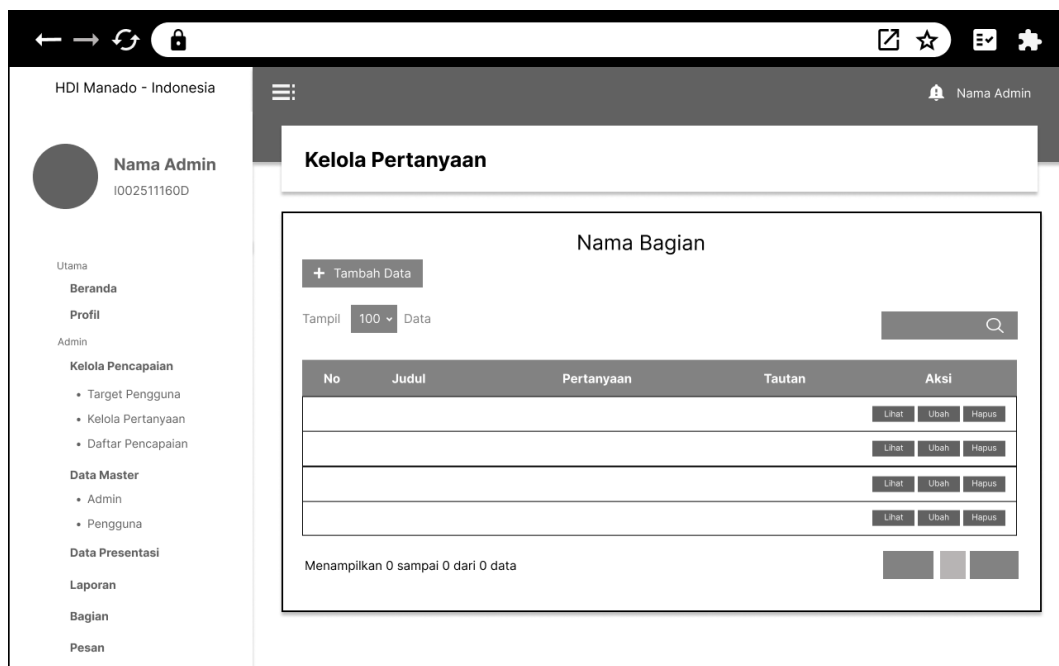 HDI Manado - Indonesia
Nama Admin
Nama Admin
I002511160D
Utama
Beranda
Profil
Admin
Kelola Pencapaian
• Target Pengguna
• Kelola Pertanyaan
• Daftar Pencapaian
Data Master
• Admin
• Pengguna
Data Presentasi
Laporan
Bagian
Pesan
Kelola Pertanyaan
Nama Bagian
+ Tambah Data
Tampil 100 Data
No Judul Pertanyaan Tautan Aksi
Lihat Ubah Hapus
Lihat Ubah Hapus
Lihat Ubah Hapus
Lihat Ubah Hapus
Menampilkan 0 sampai 0 dari 0 data